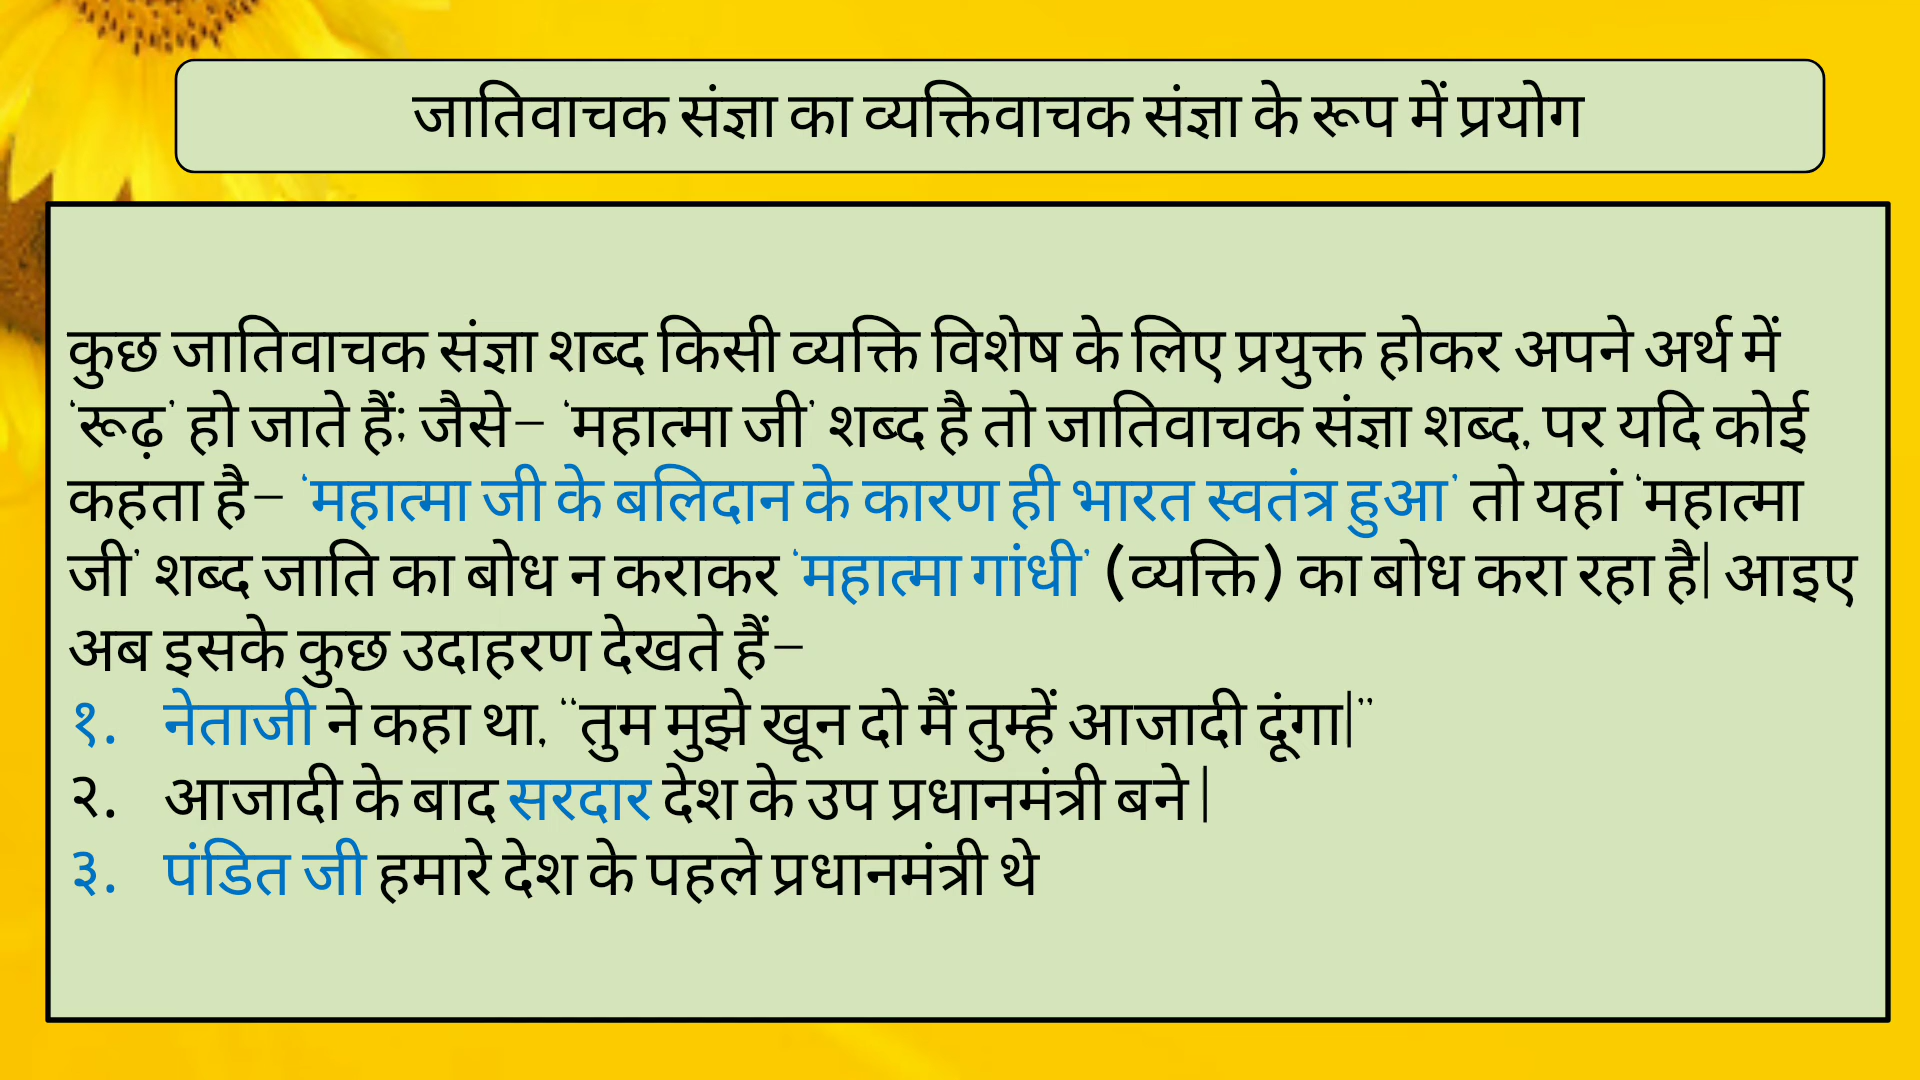 जातिवाचक संज्ञा का व्यक्तिवाचक संज्ञा के रूप में प्रयोग
कुछ जातिवाचक संज्ञा शब्द किसी व्यक्ति विशेष के लिए प्रयुक्त होकर अपने अर्थ में
‘रूढ़’ हो जाते हैं; जैसे– ‘महात्मा जी’ शब्द है तो जातिवाचक संज्ञा शब्द, पर यदि कोई
कहता है– ‘महात्मा जी के बलिदान के कारण ही भारत स्वतंत्र हुआ’ तो यहां ‘महात्मा
जी’ शब्द जाति का बोध न कराकर ‘महात्मा गांधी’ (व्यक्ति) का बोध करा रहा है| आइए
अब इसके कुछ उदाहरण देखते हैं–
१. नेताजी ने कहा था, “तुम मुझे खून दो मैं तुम्हें आजादी दूंगा|”
२. आजादी के बाद सरदार देश के उप प्रधानमंत्री बने |
३. पंडित जी हमारे देश के पहले प्रधानमंत्री थे